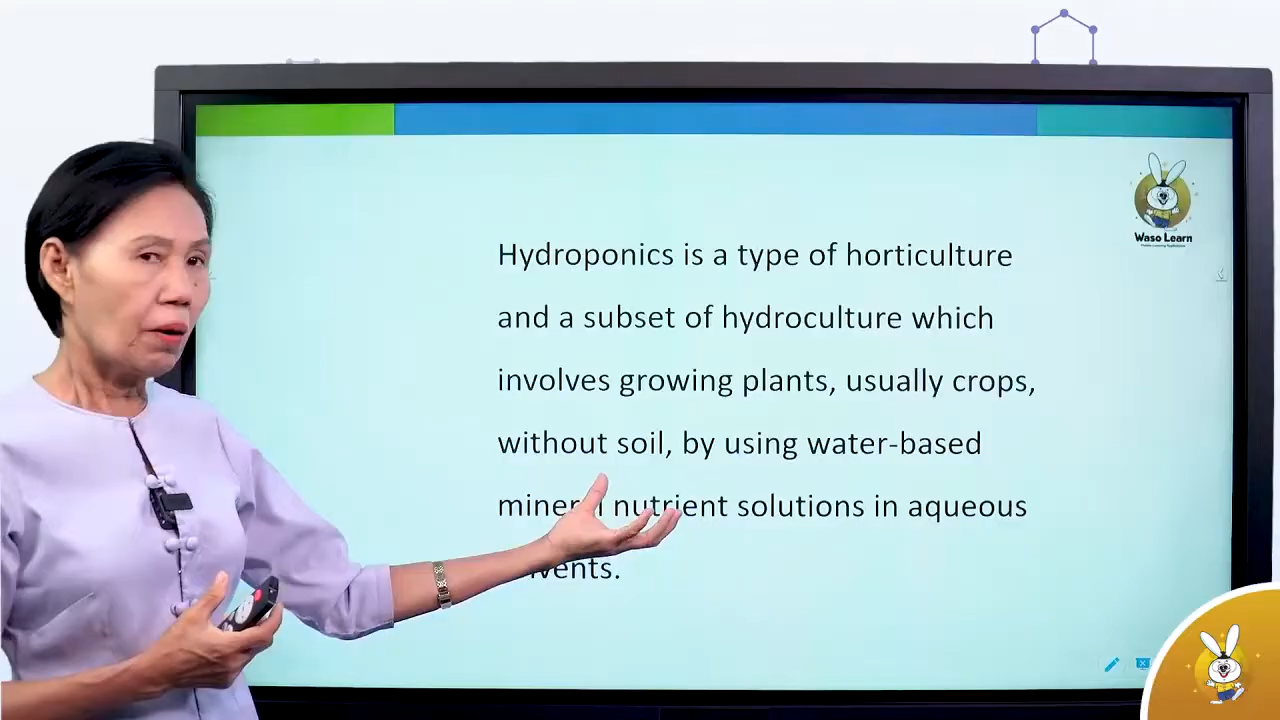 Hydroponics is a type of horticulture
and a subset of hydroculture which
involves growing plants, usually crops,
without soil, by using water-based
nutrient solutions in aqueous
Waso Learn